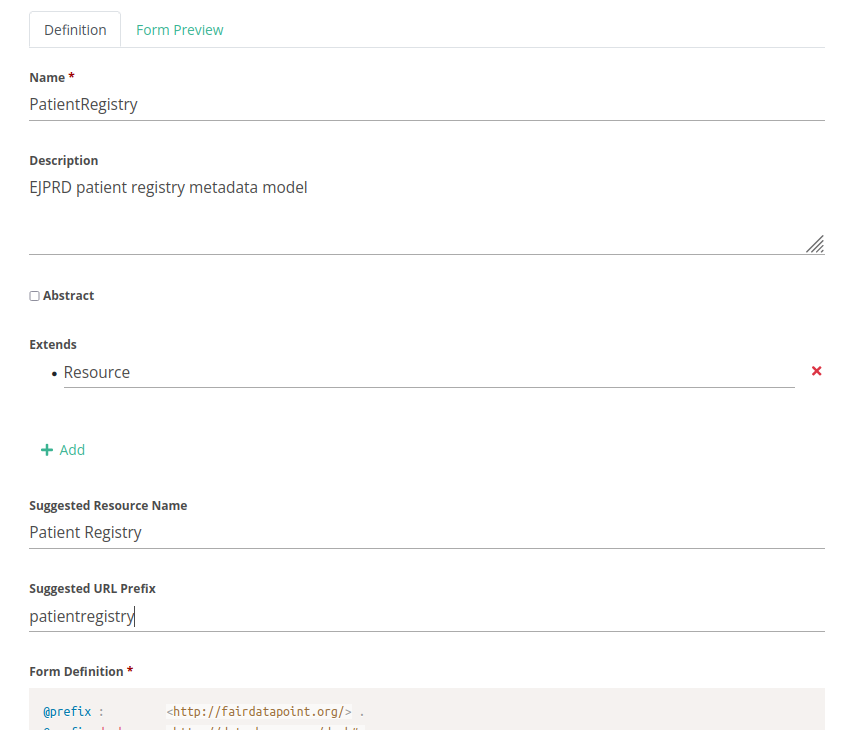 Definition
Form Preview
Name *
PatientRegistry
Description
EJPRD patient registry metadata model
Abstract
Extends
• Resource
Add
Suggested Resource Name
Patient Registry
Suggested URL Prefix
patientregistry
Form Definition *
@prefix : <http://fairdatapoint.org/> .